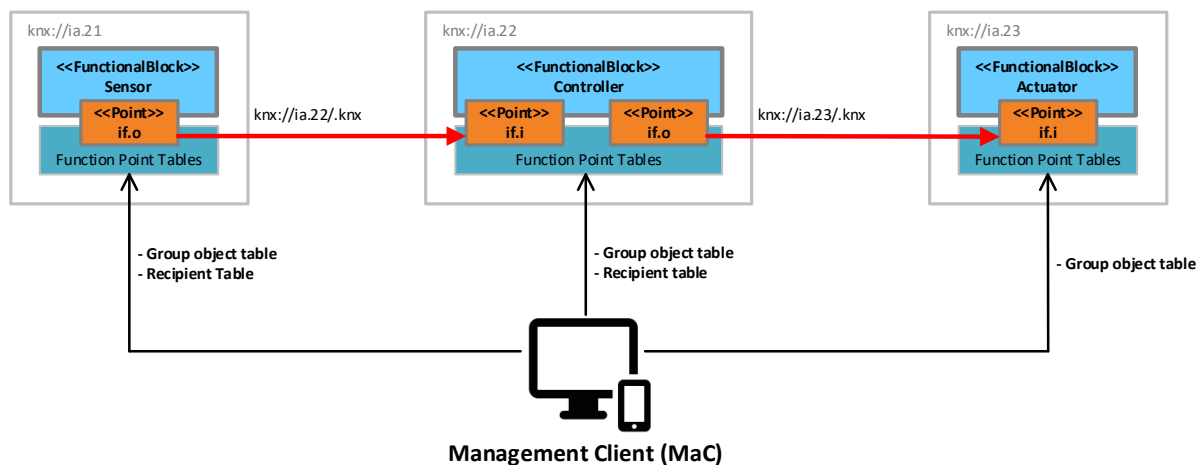 knx://ia.21
<<FunctionalBlock>>
Sensor
<<Point>>
if.o
Function Point Tables
knx://ia.22/.knx
knx://ia.22
<<FunctionalBlock>>
Controller
<<Point>>
if.i
<<Point>>
if.o
Function Point Tables
knx://ia.23/.knx
knx://ia.23
<<FunctionalBlock>>
Actuator
<<Point>>
if.i
Function Point Tables
- Group object table
- Recipient Table
- Group object table
- Recipient table
- Group object table
Management Client (MaC)